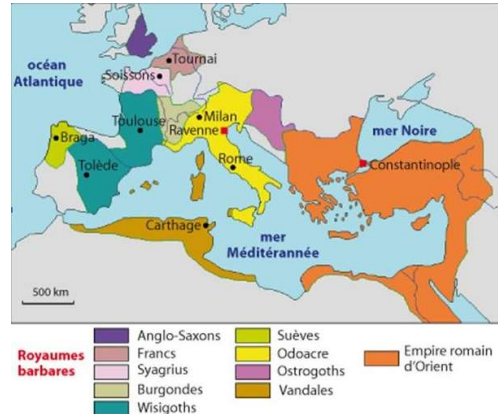 océan
Atlantique
Tournai
Soissons
Toulouse
Milan
Ravenne
Braga
Tolède
Rome
mer Noire
Constantinople
Carthage
mer
Méditérrannée
500 km
Royaumes
barbares
Anglo-Saxons
Francs
Syagrius
Burgondes
Wisigoths
Suèves
Odoacre
Ostrogoths
Vandales
Empire romain
d'Orient